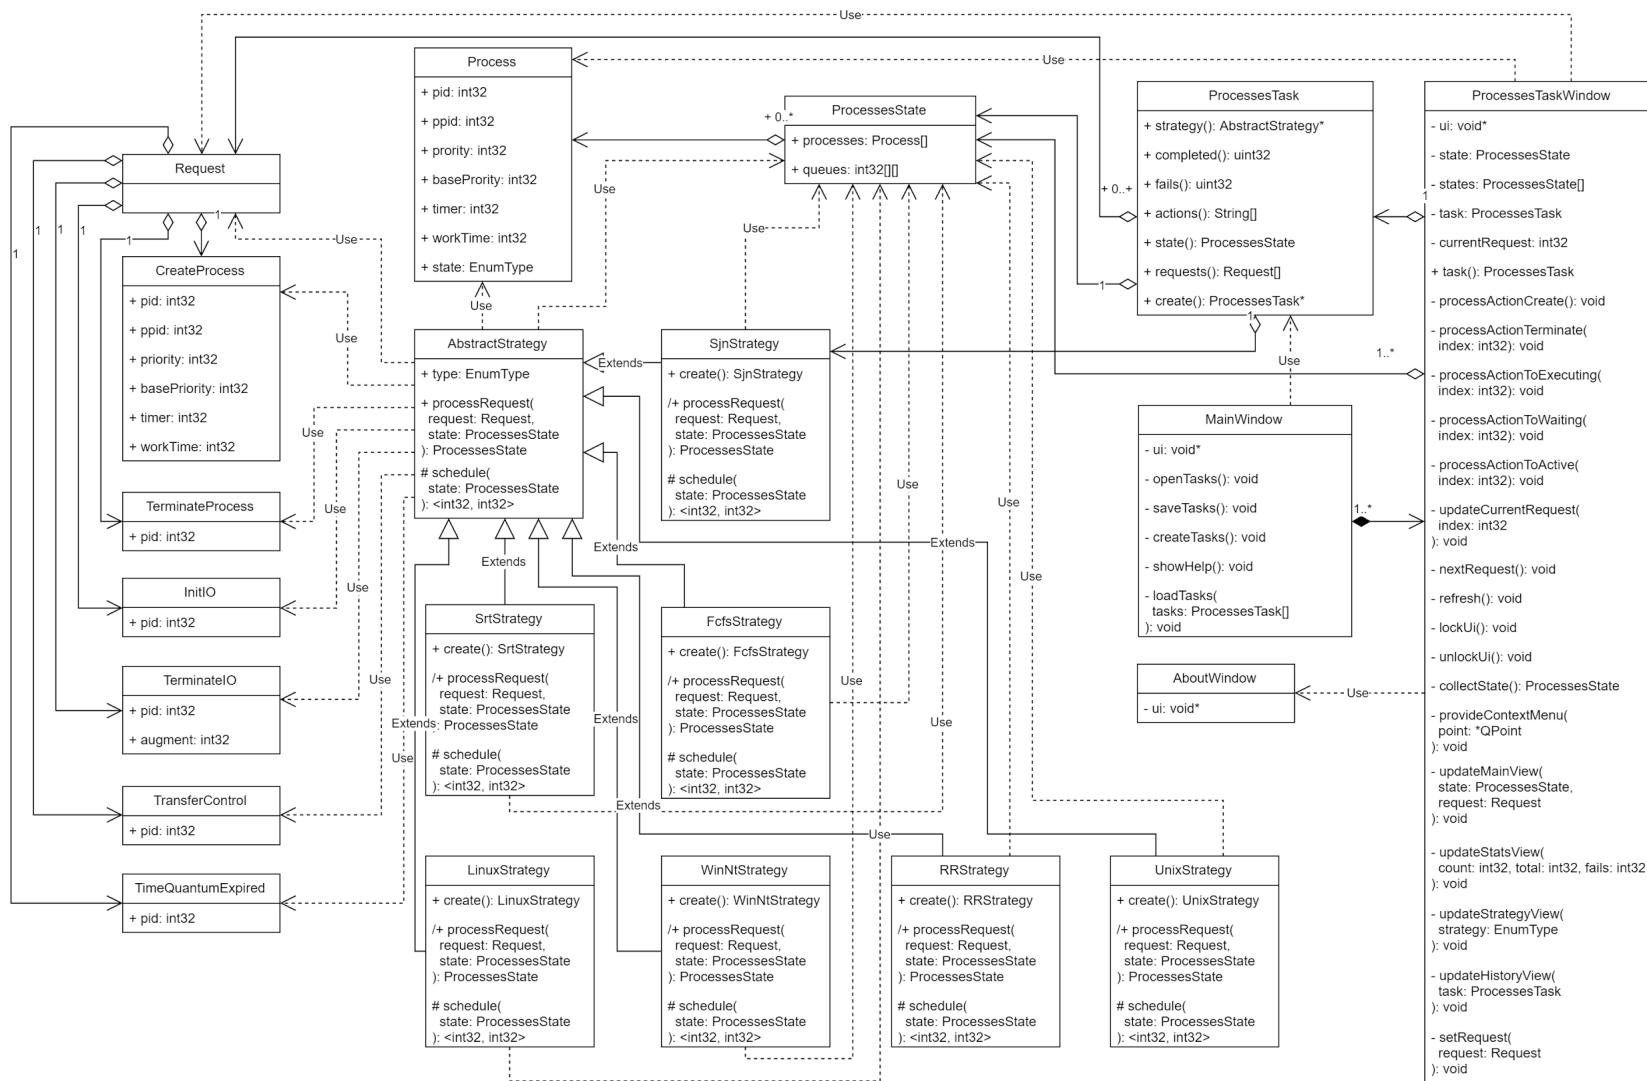 Use
Process
+ pid: int32
+ ppid: int32
+ prority: int32
+ basePrority: int32
+ timer: int32
+ workTime: int32
+ state: EnumType
Use
ProcessesState
+ processes: Process[]
+ queues: int32[][]
+ 0..*
ProcessesTask
+ strategy(): AbstractStrategy*
+ completed(): uint32
+ fails(): uint32
+ actions(): String[]
+ state(): ProcessesState
+ requests(): Request[]
+ create(): ProcessesTask*
+ 0..+
1
1
1
ProcessesTaskWindow
- ui: void*
- state: ProcessesState
- states: ProcessesState[]
- task: ProcessesTask
- currentRequest: int32
+ task(): ProcessesTask
- processActionCreate(): void
- processActionTerminate(
index: int32): void
- processActionToExecuting(
index: int32): void
- processActionToWaiting(
index: int32): void
- processActionToActive(
index: int32): void
- updateCurrentRequest(
index: int32
): void
- nextRequest(): void
- refresh(): void
- lockUi(): void
- unlockUi(): void
- collectState(): ProcessesState
- provideContextMenu(
point: *QPoint
): void
- updateMainView(
state: ProcessesState,
request: Request
): void
- updateStatsView(
count: int32, total: int32, fails: int32
): void
- updateStrategyView(
strategy: EnumType
): void
- updateHistoryView(
task: ProcessesTask
): void
- setRequest(
request: Request
): void
Request
1
1
1
1
1
1
CreateProcess
+ pid: int32
+ ppid: int32
+ priority: int32
+ basePriority: int32
+ timer: int32
+ workTime: int32
TerminateProcess
+ pid: int32
InitIO
+ pid: int32
TerminateIO
+ pid: int32
+ augment: int32
TransferControl
+ pid: int32
TimeQuantumExpired
+ pid: int32
Use
Use
Use
Use
Use
Use
Use
Use
Use
AbstractStrategy
+ type: EnumType
+ processRequest(
request: Request,
state: ProcessesState
): ProcessesState
# schedule(
state: ProcessesState
): <int32, int32>
Extends
SjnStrategy
+ create(): SjnStrategy
/+ processRequest(
request: Request,
state: ProcessesState
): ProcessesState
# schedule(
state: ProcessesState
): <int32, int32>
Use
Use
Use
Use
Use
Use
Use
Use
1..*
MainWindow
- ui: void*
- openTasks(): void
- saveTasks(): void
- createTasks(): void
- showHelp(): void
- loadTasks(
tasks: ProcessesTask[]
): void
1..*
AboutWindow
- ui: void*
Use
Extends
Extends
Extends
Extends
Extends
Extends
SrtStrategy
+ create(): SrtStrategy
/+ processRequest(
request: Request,
state: ProcessesState
: ProcessesState
# schedule(
state: ProcessesState
): <int32, int32>
FcfsStrategy
+ create(): FcfsStrategy
/+ processRequest(
request: Request,
state: ProcessesState
): ProcessesState
# schedule(
state: ProcessesState
): <int32, int32>
LinuxStrategy
+ create(): LinuxStrategy
/+ processRequest(
request: Request,
state: ProcessesState
): ProcessesState
# schedule(
state: ProcessesState
): <int32, int32>
WinNtStrategy
+ create(): WinNtStrategy
/+ processRequest(
request: Request,
state: ProcessesState
): ProcessesState
# schedule(
state: ProcessesState
): <int32, int32>
RRStrategy
+ create(): RRStrategy
/+ processRequest(
request: Request,
state: ProcessesState
): ProcessesState
# schedule(
state: ProcessesState
): <int32, int32>
UnixStrategy
+ create(): UnixStrategy
/+ processRequest(
request: Request,
state: ProcessesState
): ProcessesState
# schedule(
state: ProcessesState
): <int32, int32>